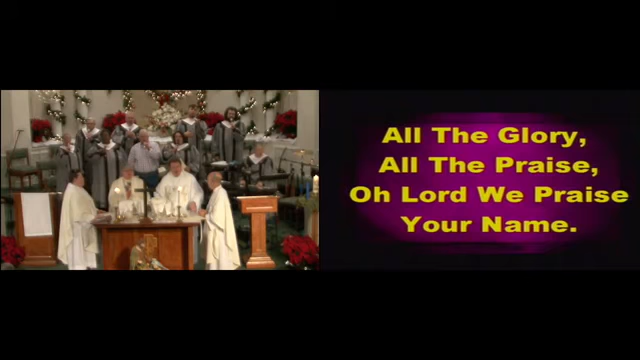 All The Glory,
All The Praise,
Oh Lord We Praise
Your Name.